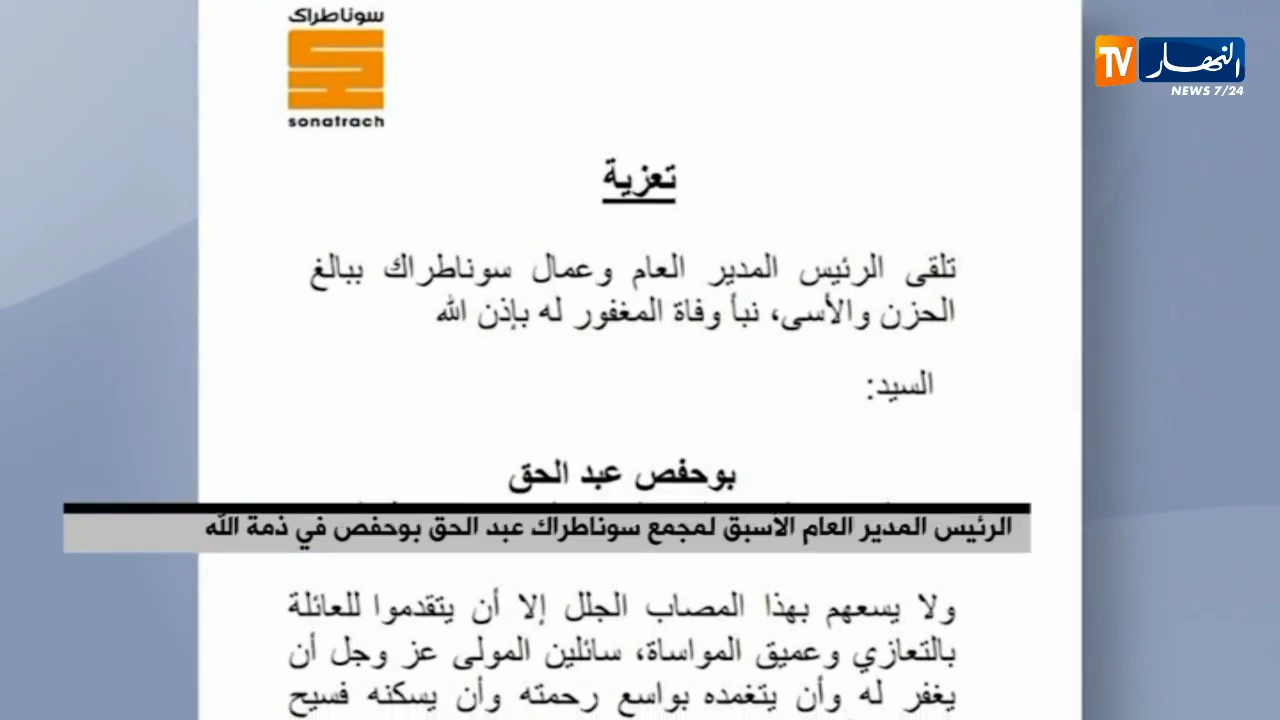 سوناطراك
sonatrach
النهار TV
NEWS 7/24
تعزية
تلقى الرئيس المدير العام وعمال سوناطراك ببالغ
الحزن والأسى، نبأ وفاة المغفور له بإذن الله
السيد:
بوحفص عبد الحق
الرئيس المدير العام الأسبق لمجمع سوناطراك عبد الحق بوحفص في ذمة الله
ولا يسعهم بهذا المصاب الجلل إلا أن يتقدموا للعائلة
بالتعازي وعميق المواساة، سائلين المولى عز وجل أن
يغفر له وأن يتغمده بواسع رحمته وأن يسكنه فسيح